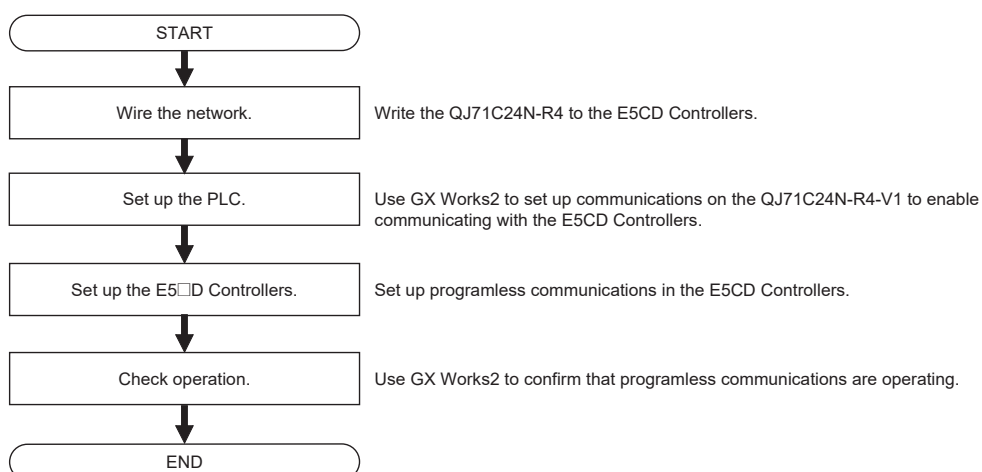 START
Wire the network.
Write the QJ71C24N-R4 to the E5CD Controllers.
Set up the PLC.
Use GX Works2 to set up communications on the QJ71C24N-R4-V1 to enable
communicating with the E5CD Controllers.
Set up the E5□D Controllers.
Set up programless communications in the E5CD Controllers.
Check operation.
Use GX Works2 to confirm that programless communications are operating.
END